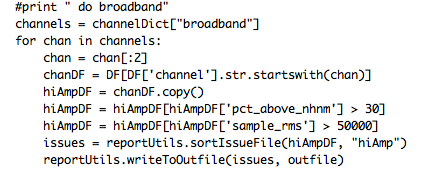 #print " do broadband"
channels = channelDict["broadband"]
for chan in channels:
    chan = chan[:2]
    chanDF = DF[DF['channel'].str.startswith(chan)]
    hiAmpDF = chanDF.copy()
    hiAmpDF = hiAmpDF[hiAmpDF['pct_above_nhnm'] > 30]
    hiAmpDF = hiAmpDF[hiAmpDF['sample_rms'] > 50000]
    issues = reportUtils.sortIssueFile(hiAmpDF, "hiAmp")
    reportUtils.writeToOutfile(issues, outfile)